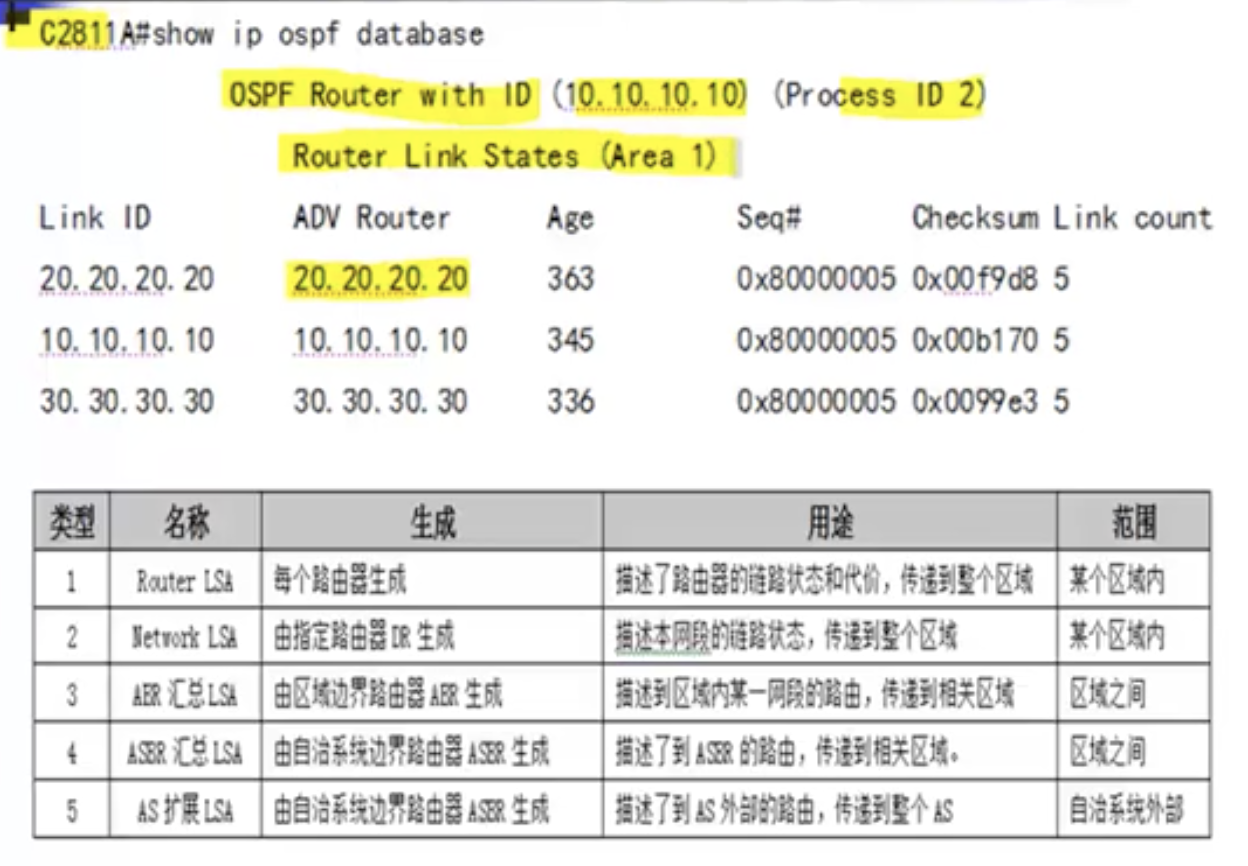 C2811A#show ip ospf database
OSPF Router with ID (10.10.10.10) (Process ID 2)
Router Link States (Area 1)
Link ID ADV Router Age Seq# Checksum Link count
20.20.20.20 20.20.20.20 363 0x80000005 0x00f9d8 5
10.10.10.10 10.10.10.10 345 0x80000005 0x00b170 5
30.30.30.30 30.30.30.30 336 0x80000005 0x0099e3 5
类型 名称 生成 用途 范围
1 Router LSA 每个路由器生成 描述了路由器的链路状态和代价，传递到整个区域 某个区域内
2 Network LSA 由指定路由器 DR 生成 描述本网段的链路状态，传递到整个区域 某个区域内
3 ABR 汇总 LSA 由区域边界路由器 ABR 生成 描述到区域内某一网段的路由，传递到相关区域 区域之间
4 ASBR 汇总 LSA 由自治系统边界路由器 ASBR 生成 描述了到 ASBR 的路由，传递到相关区域。 区域之间
5 AS 扩展 LSA 由自治系统边界路由器 ASBR 生成 描述了到 AS 外部的路由，传递到整个 AS 自治系统外部